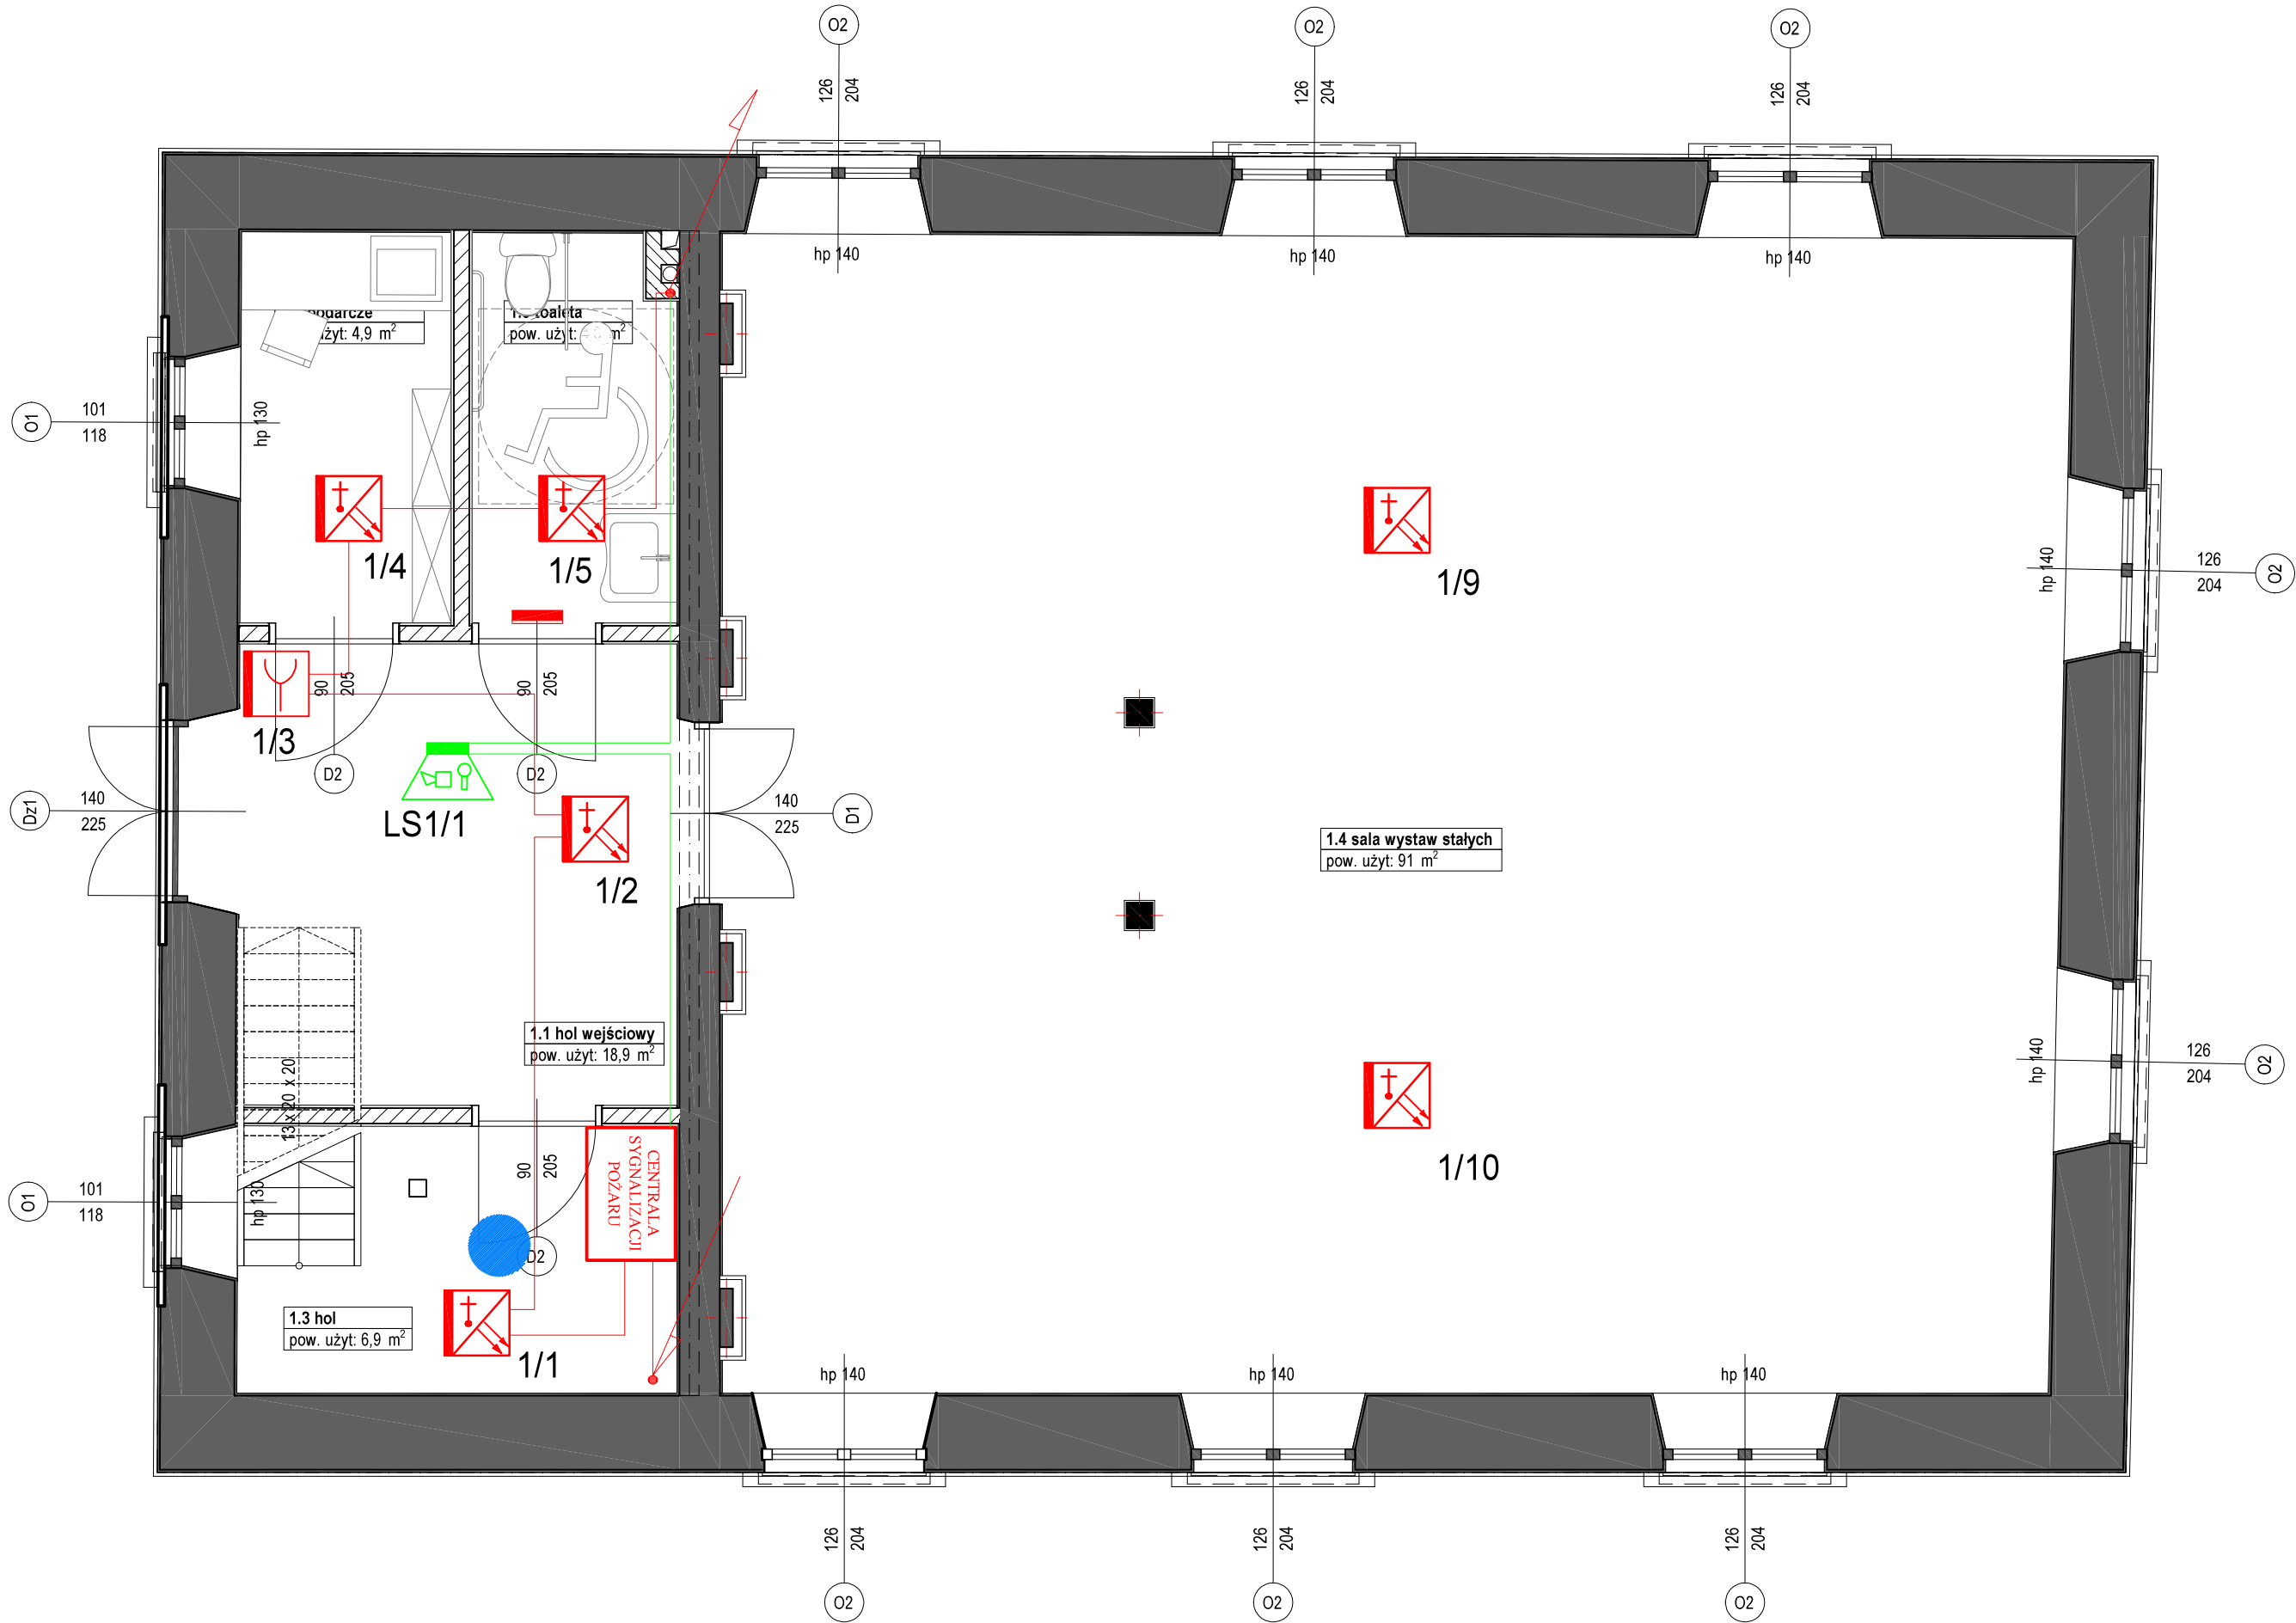 O2
O2
O2
126
204
126
204
126
204
hp 140
hp 140
hp 140
użyt: 4,9 m²
toaleta
pow. użyt:
m²
O1
101
118
hp 130
1/4
1/5
1/9
hp 140
126
204
O2
90
205
90
205
1/3
D2
D2
LS1/1
Dz1
140
225
140
225
D1
1/2
1.4 sala wystaw stałych
pow. użyt: 91 m²
1.1 hol wejściowy
pow. użyt: 18,9 m²
13 x 20 x 20
hp 140
126
204
O2
90
205
CENTRALA
SYGNALIZACJI
POŻARU
1/10
O1
101
118
hp 130
D2
1.3 hol
pow. użyt: 6,9 m²
1/1
hp 140
hp 140
hp 140
126
204
126
204
126
204
O2
O2
O2